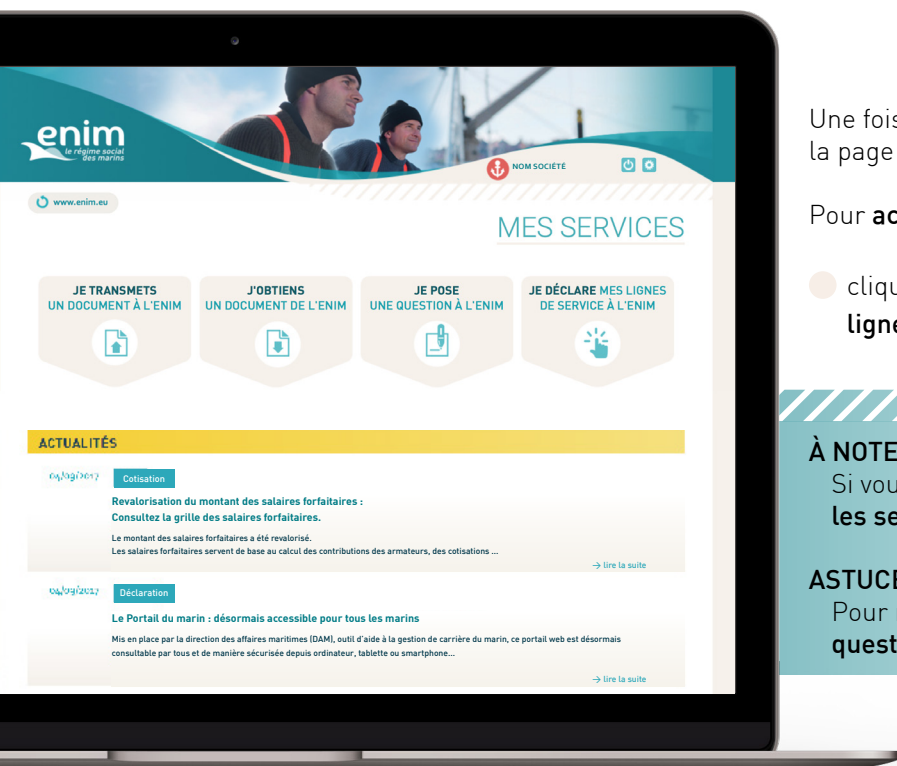 enim
le régime social
des marins
NOM SOCIÉTÉ
www.enim.eu
MES SERVICES
JE TRANSMETS
UN DOCUMENT À L'ENIM
J'OBTIENS
UN DOCUMENT DE L'ENIM
JE POSE
UNE QUESTION À L'ENIM
JE DÉCLARE MES LIGNES
DE SERVICE À L'ENIM
ACTUALITÉS
04/09/2017
Cotisation
Revalorisation du montant des salaires forfaitaires :
Consultez la grille des salaires forfaitaires.
Le montant des salaires forfaitaires a été revalorisé.
Les salaires forfaitaires servent de base au calcul des contributions des armateurs, des cotisations ...
→ lire la suite
04/09/2017
Déclaration
Le Portail du marin : désormais accessible pour tous les marins
Mis en place par la direction des affaires maritimes (DAM), outil d'aide à la gestion de carrière du marin, ce portail web est désormais
consultable par tous et de manière sécurisée depuis ordinateur, tablette ou smartphone...
→ lire la suite
Une fois
la page
Pour ac
cliqu
ligne
À NOTE
Si vou
les se
ASTUCE
Pour
quest